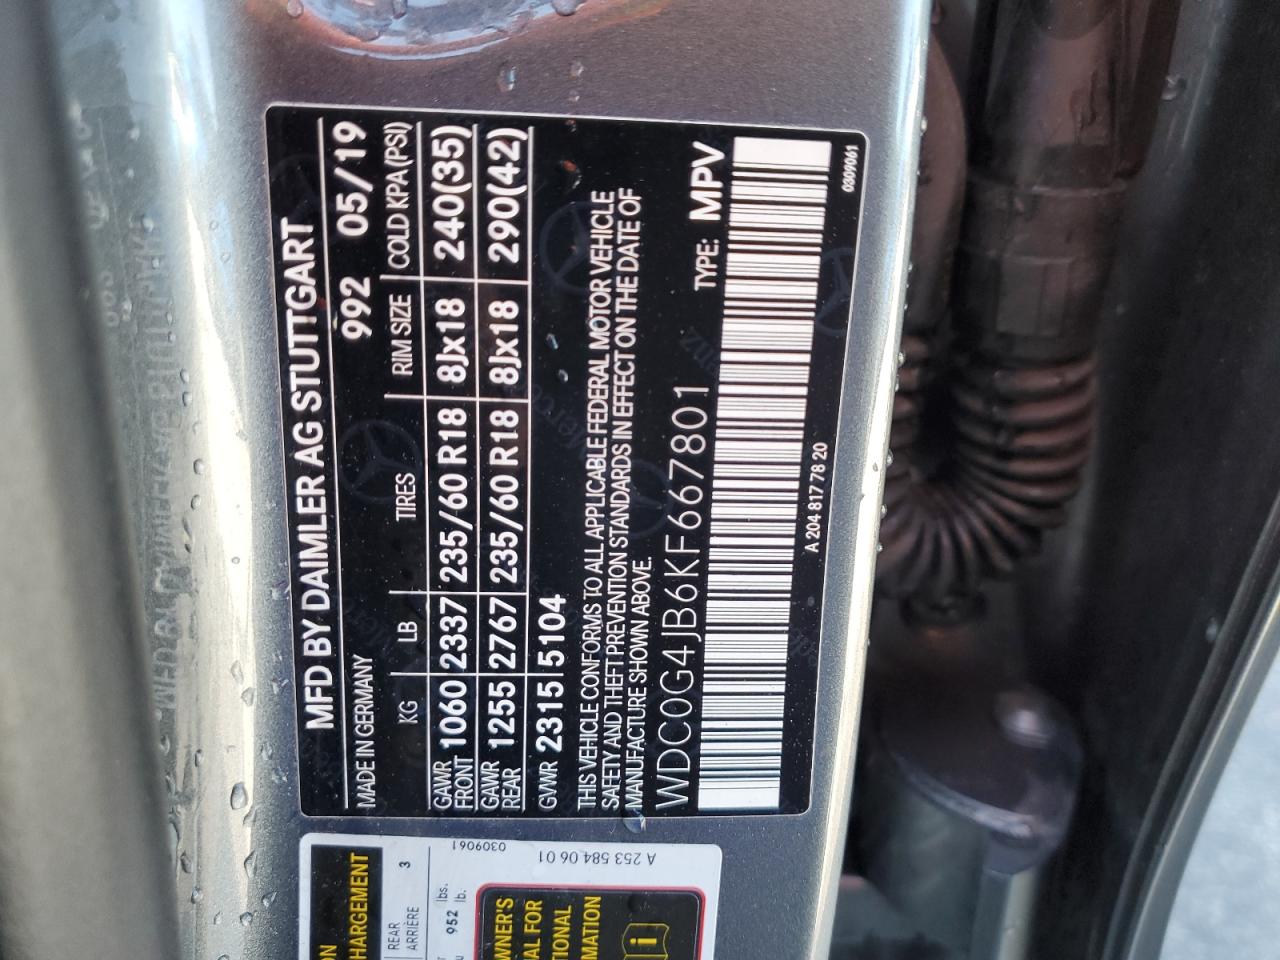 MFD BY DAIMLER AG STUTTGART
MADE IN GERMANY 992 05/19
KG LB TIRES RIM SIZE COLD KPA(PSI)
GAWR FRONT 1060 2337 235/60 R18 8Jx18 240(35)
GAWR REAR 1255 2767 235/60 R18 8Jx18 290(42)
GVWR 2315 5104
THIS VEHICLE CONFORMS TO ALL APPLICABLE FEDERAL MOTOR VEHICLE
SAFETY AND THEFT PREVENTION STANDARDS IN EFFECT ON THE DATE OF
MANUFACTURE SHOWN ABOVE.
TYPE: MPV
WDC0G4JB6KF667801
A 204 817 78 20
0309061
CHARGEMENT
REAR 3
ARRIÈRE
952 lbs.
lb.
0309061
A 253 584 06 01